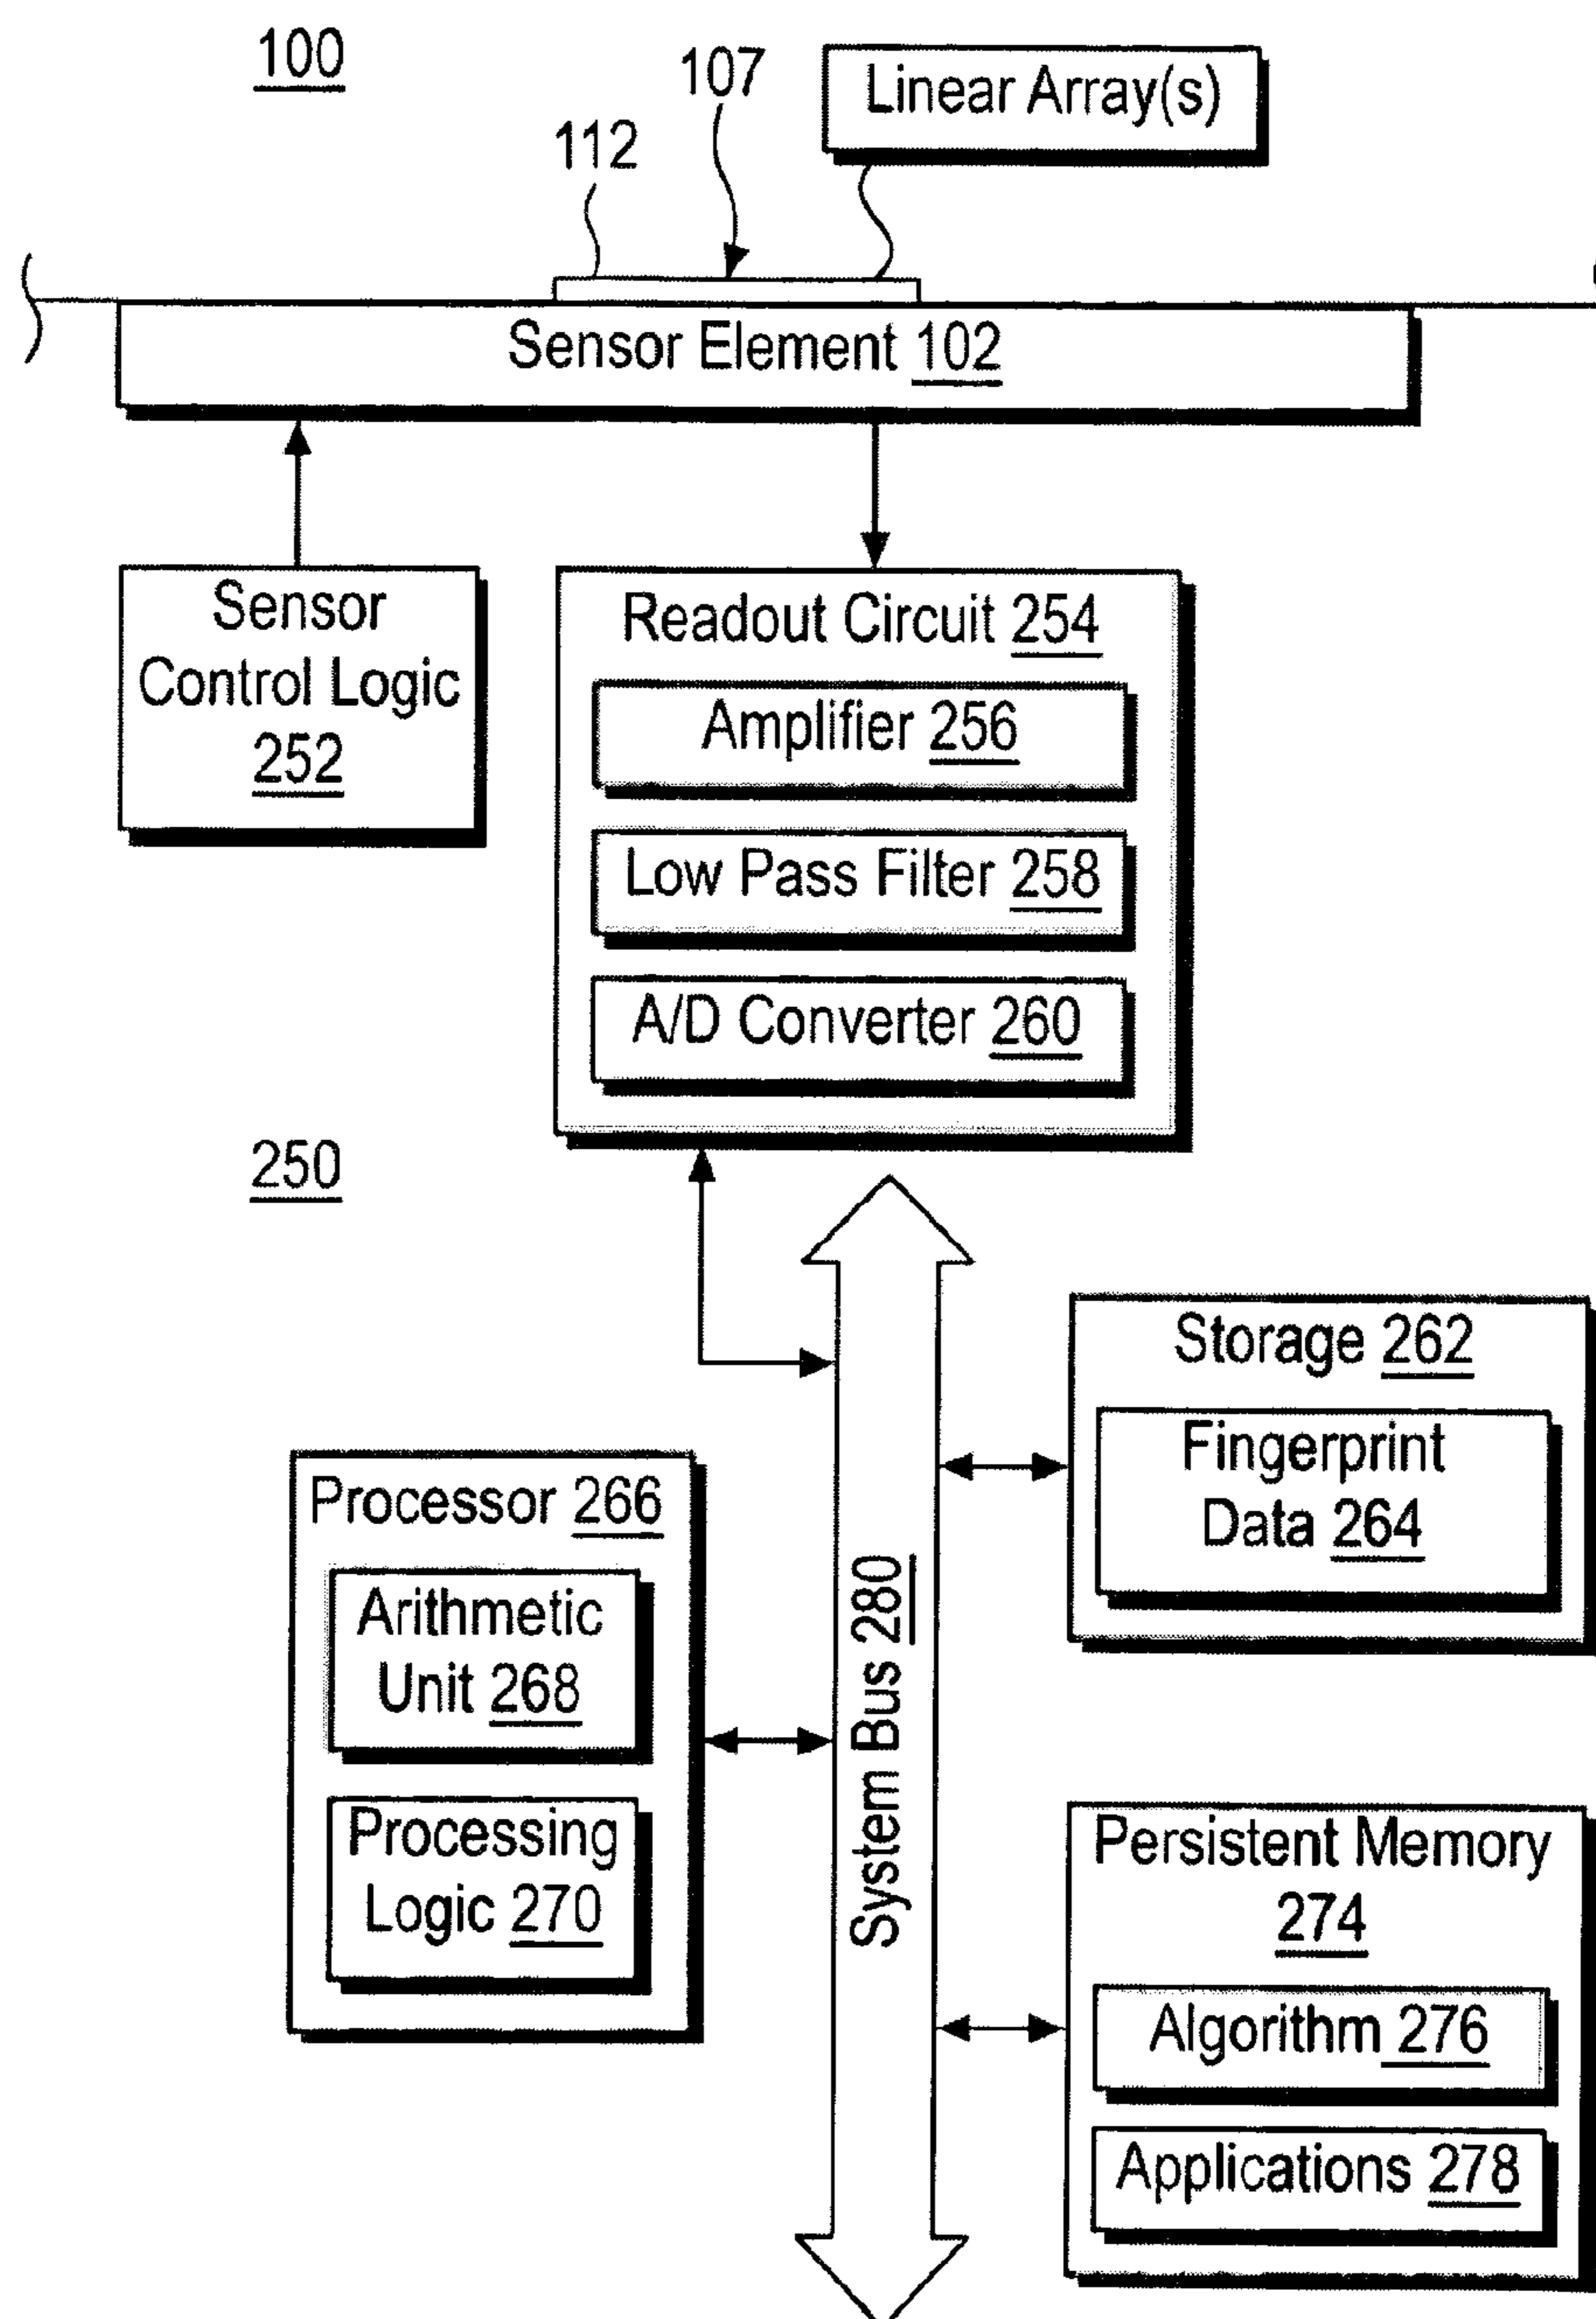 100
107
Linear Array(s)
112
Sensor Element 102
Sensor
Control Logic
252
Readout Circuit 254
Amplifier 256
Low Pass Filter 258
A/D Converter 260
250
Storage 262
Fingerprint
Data 264
Processor 266
Arithmetic
Unit 268
Processing
Logic 270
System Bus 280
Persistent Memory
274
Algorithm 276
Applications 278